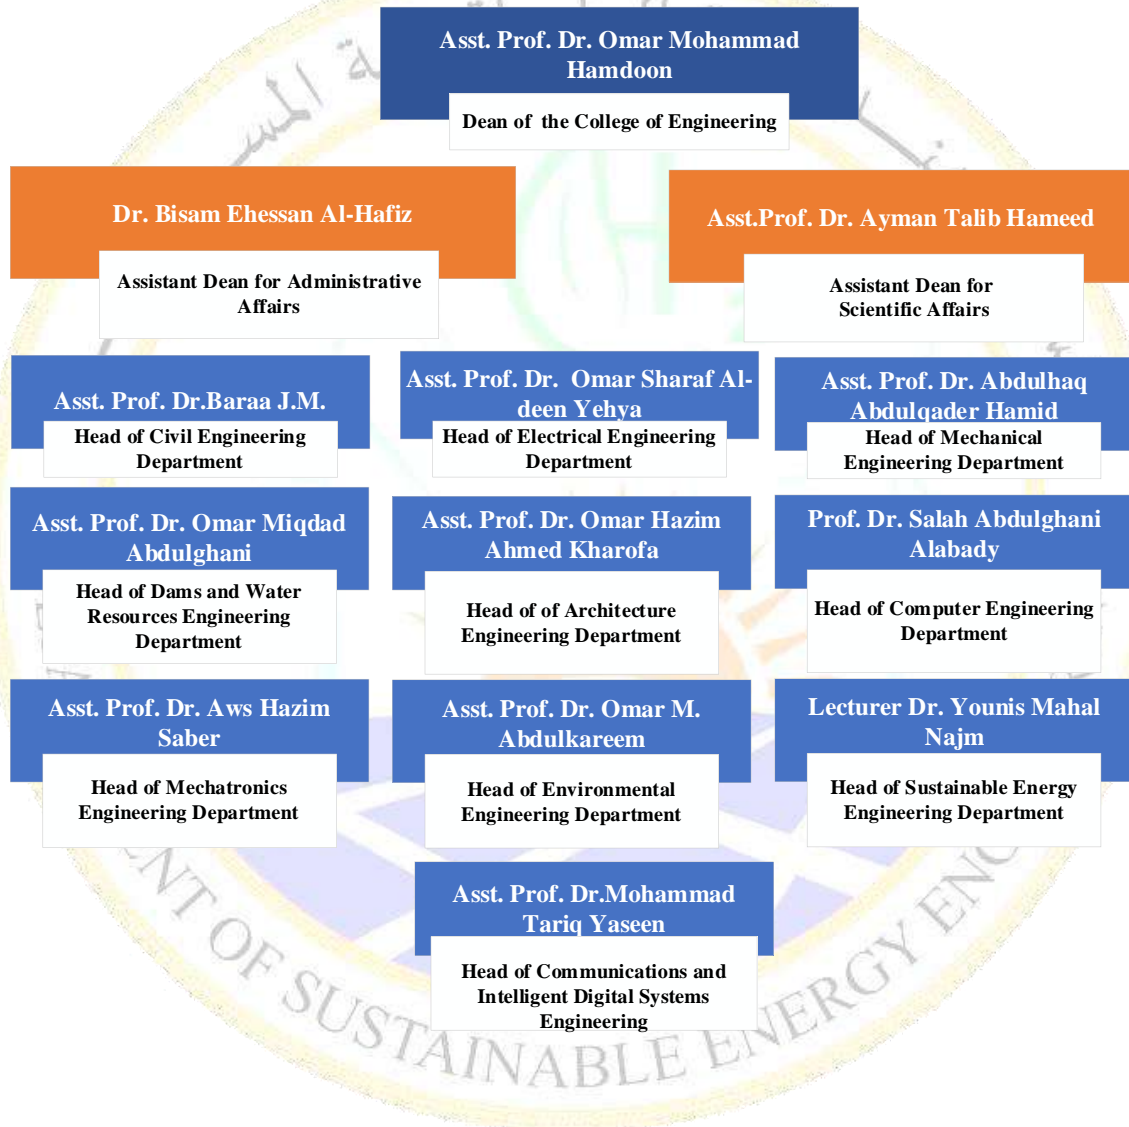 Asst. Prof. Dr. Omar Mohammad
Hamdoon
Dean of the College of Engineering
Dr. Bisam Ehessan Al-Hafiz
Assistant Dean for Administrative
Affairs
Asst.Prof. Dr. Ayman Talib Hameed
Assistant Dean for
Scientific Affairs
Asst. Prof. Dr.Baraa J.M.
Head of Civil Engineering
Department
Asst. Prof. Dr. Omar Sharaf Al-
deen Yehya
Head of Electrical Engineering
Department
Asst. Prof. Dr. Abdulhaq
Abdulqader Hamid
Head of Mechanical
Engineering Department
Asst. Prof. Dr. Omar Miqdad
Abdulghani
Head of Dams and Water
Resources Engineering
Department
Asst. Prof. Dr. Omar Hazim
Ahmed Kharofa
Head of of Architecture
Engineering Department
Prof. Dr. Salah Abdulghani
Alabady
Head of Computer Engineering
Department
Asst. Prof. Dr. Aws Hazim
Saber
Head of Mechatronics
Engineering Department
Asst. Prof. Dr. Omar M.
Abdulkareem
Head of Environmental
Engineering Department
Lecturer Dr. Younis Mahal
Najm
Head of Sustainable Energy
Engineering Department
Asst. Prof. Dr.Mohammad
Tariq Yaseen
Head of Communications and
Intelligent Digital Systems
Engineering
OF SUSTAINABLE ENERGY